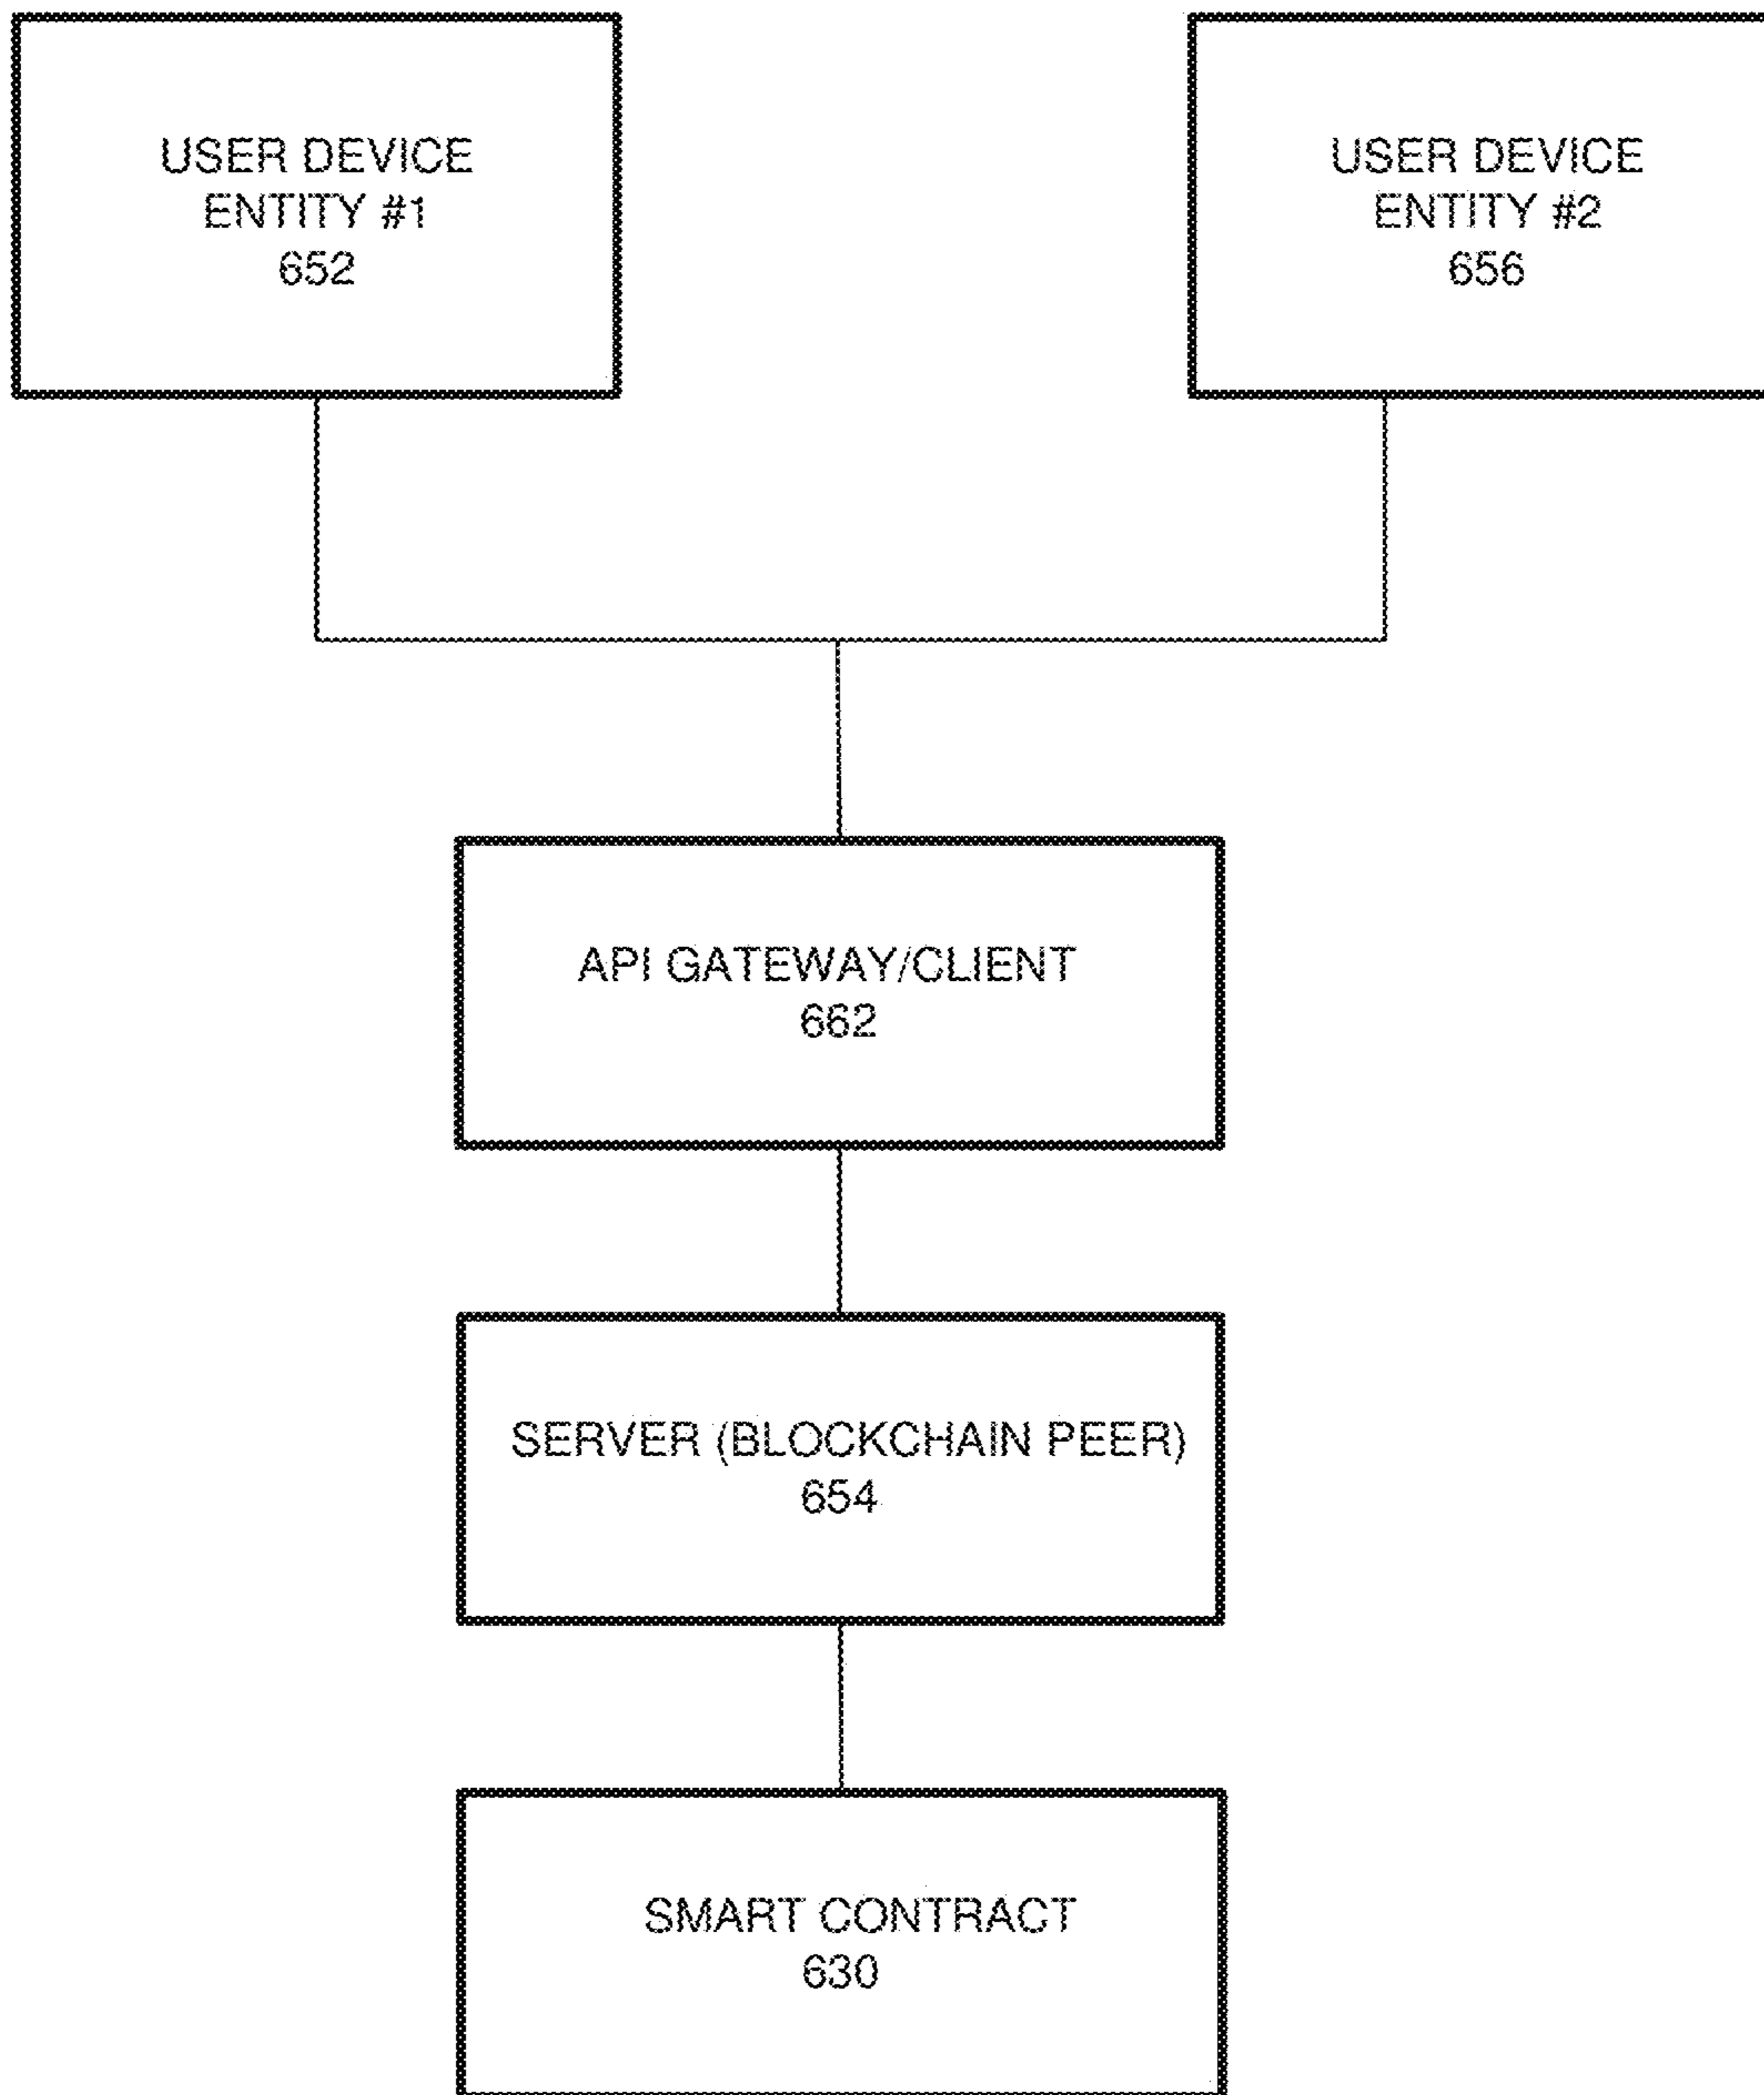 USER DEVICE
ENTITY #1
652
USER DEVICE
ENTITY #2
656
API GATEWAY/CLIENT
662
SERVER (BLOCKCHAIN PEER)
654
SMART CONTRACT
630